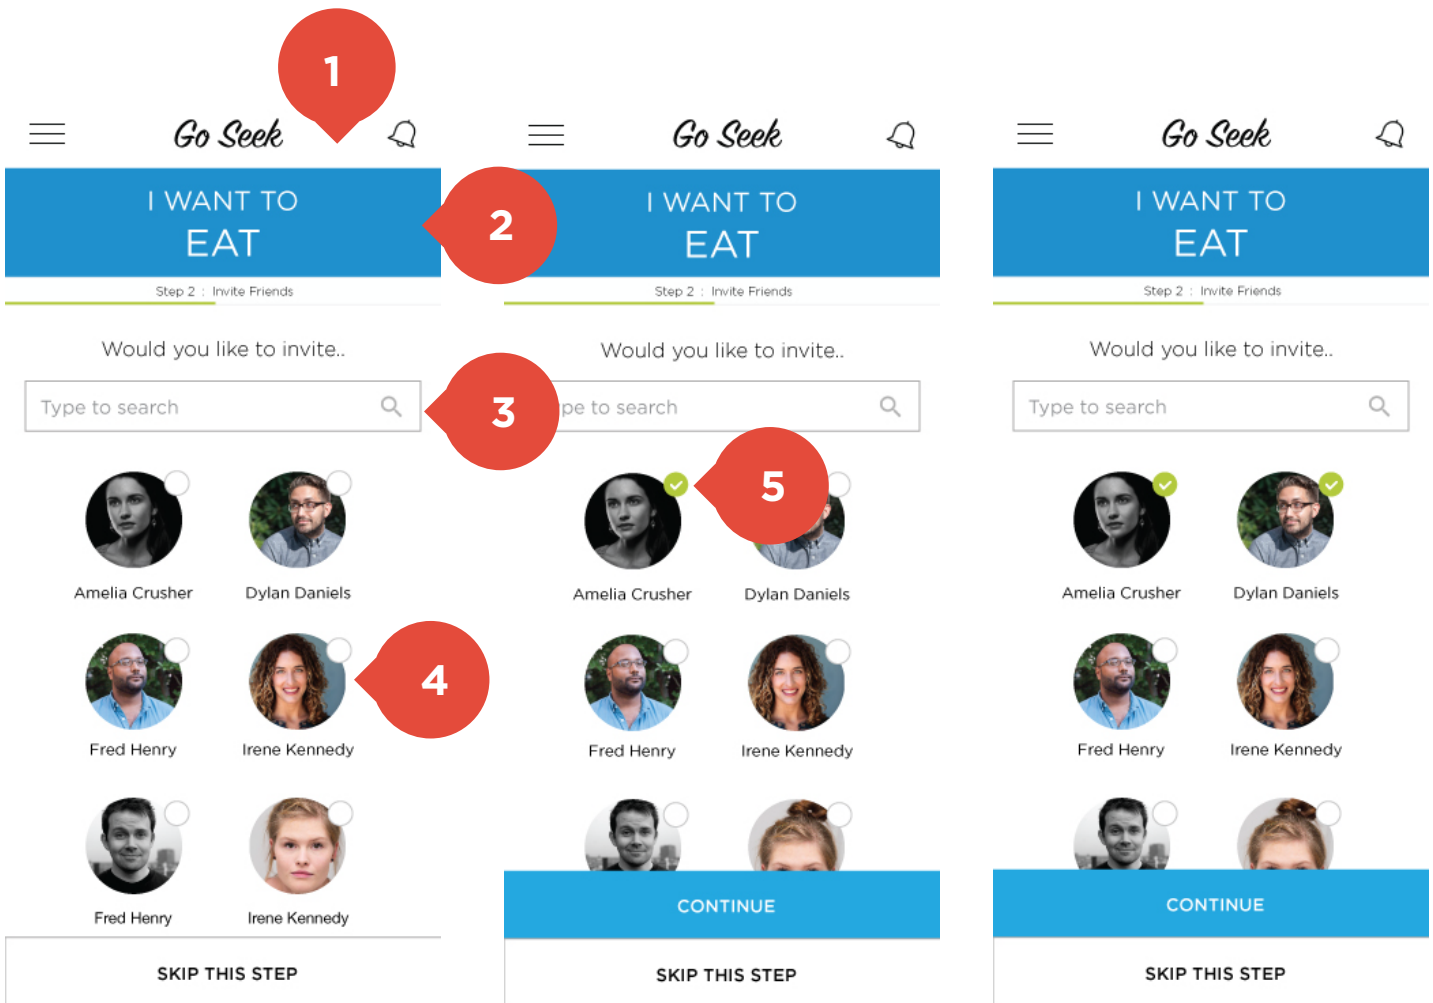 1
Go Seek
I WANT TO
EAT
Step 2 : Invite Friends
Would you like to invite..
Type to search
Amelia Crusher
Dylan Daniels
Fred Henry
Irene Kennedy
Fred Henry
Irene Kennedy
SKIP THIS STEP
2
3
4
Go Seek
I WANT TO
EAT
Step 2 : Invite Friends
Would you like to invite..
pe to search
5
Amelia Crusher
Dylan Daniels
Fred Henry
Irene Kennedy
CONTINUE
SKIP THIS STEP
Go Seek
I WANT TO
EAT
Step 2 : Invite Friends
Would you like to invite..
Type to search
Amelia Crusher
Dylan Daniels
Fred Henry
Irene Kennedy
CONTINUE
SKIP THIS STEP